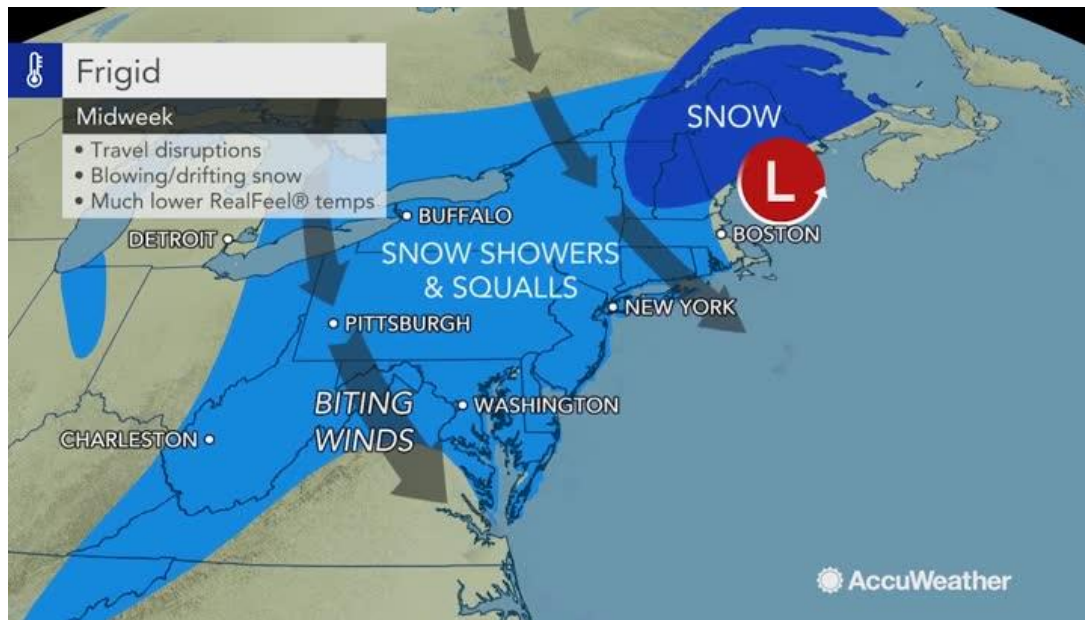 Frigid
Midweek
• Travel disruptions
• Blowing/drifting snow
• Much lower RealFeel® temps
SNOW
L
BUFFALO
DETROIT
BOSTON
SNOW SHOWERS
& SQUALLS
NEW YORK
PITTSBURGH
BITING
WINDS
WASHINGTON
CHARLESTON
AccuWeather